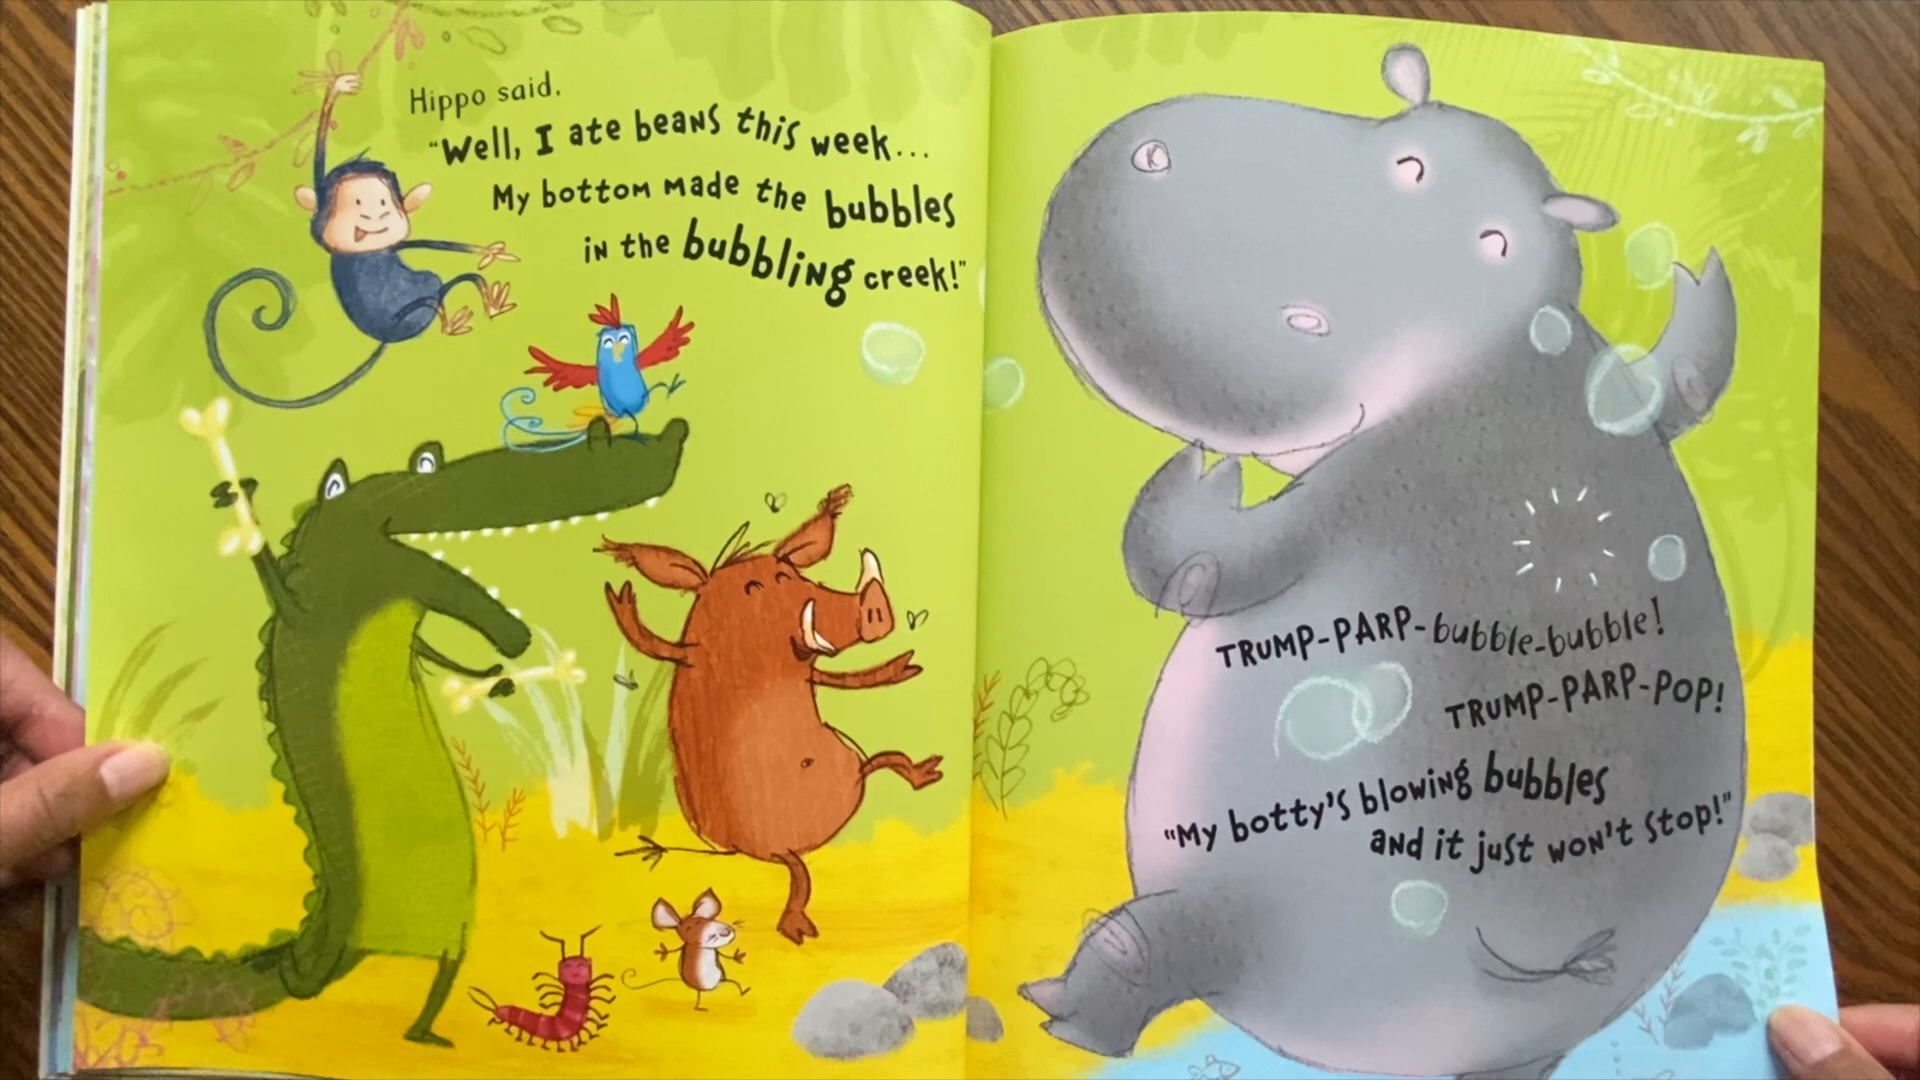 Hippo said,
"Well, I ate beans this week...
My bottom made the bubbles
in the bubbling creek!"
TRUMP-PARP-bubble-bubble!
TRUMP-PARP-POP!
"My botty's blowing bubbles
and it just won't stop!"